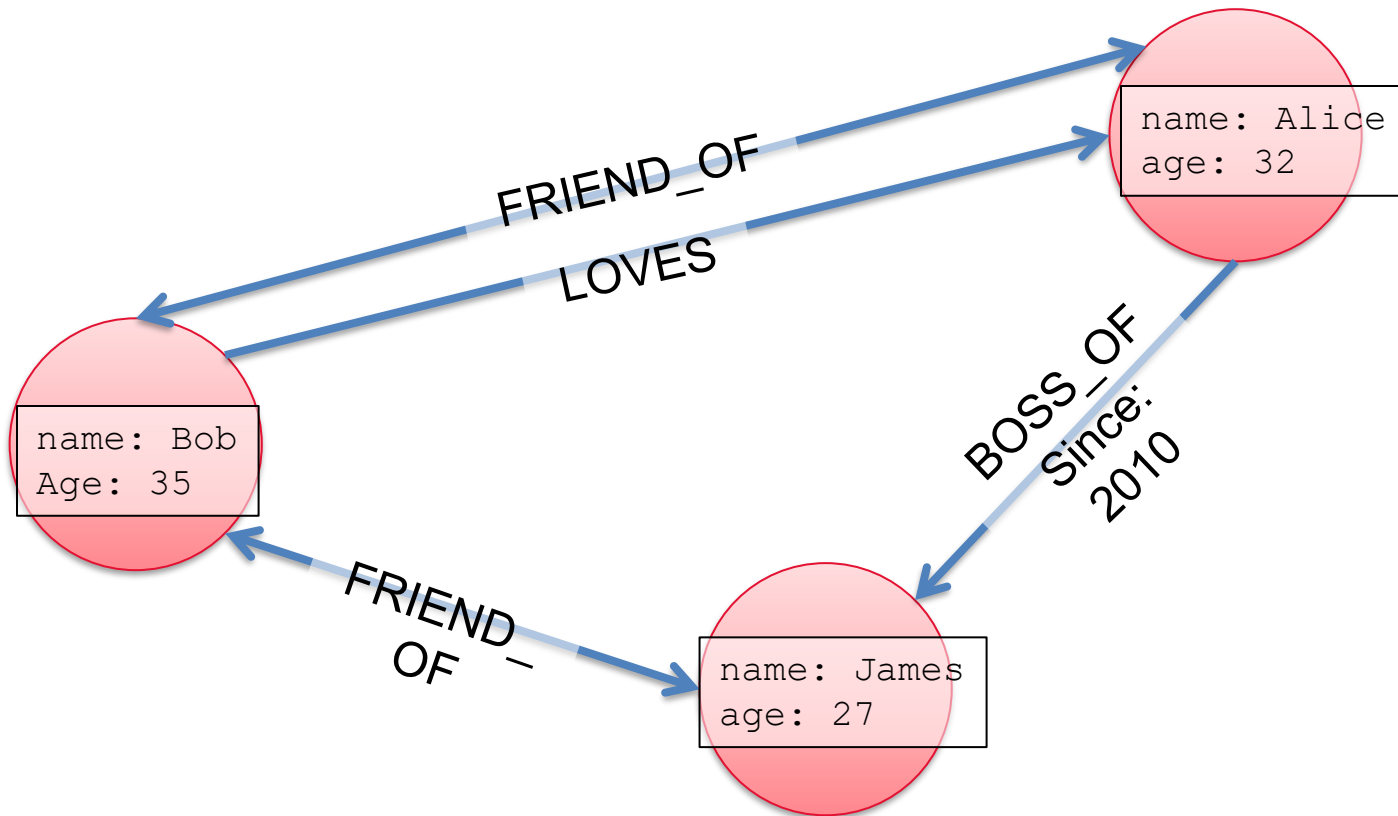 name: Alice
age: 32
FRIEND_OF
LOVES
BOSS_OF
Since:
2010
name: Bob
Age: 35
FRIEND_
OF
name: James
age: 27